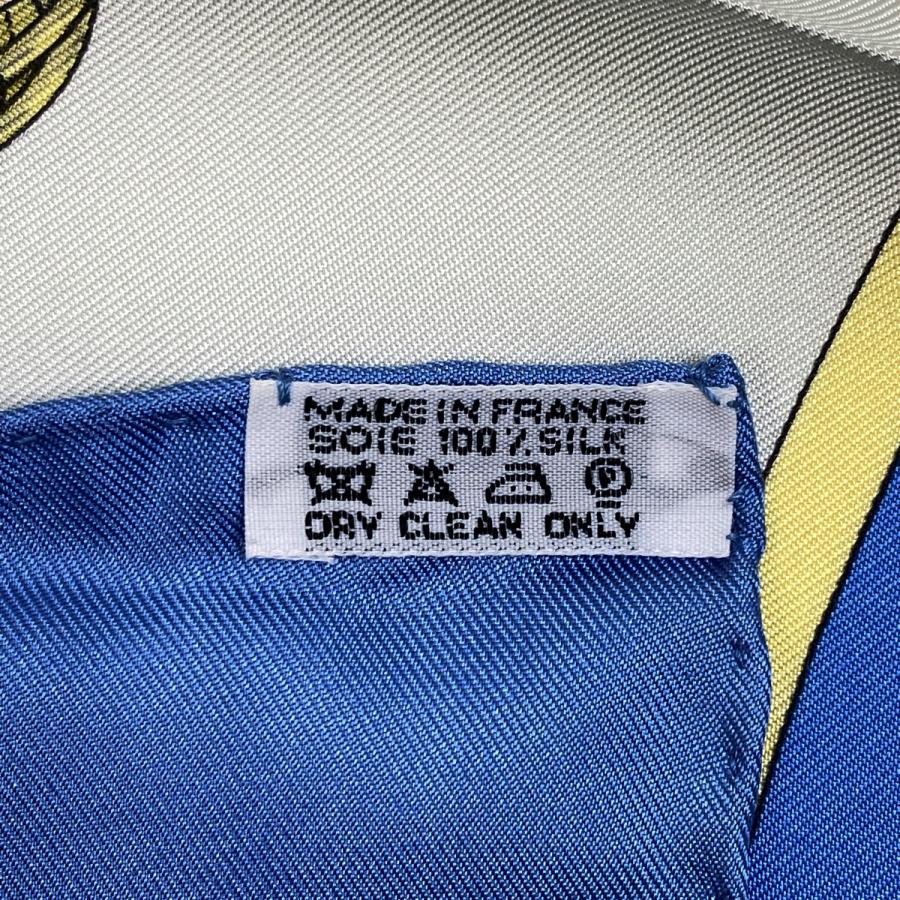 MADE IN FRANCE
SOIE 100% SILK
P
DRY CLEAN ONLY